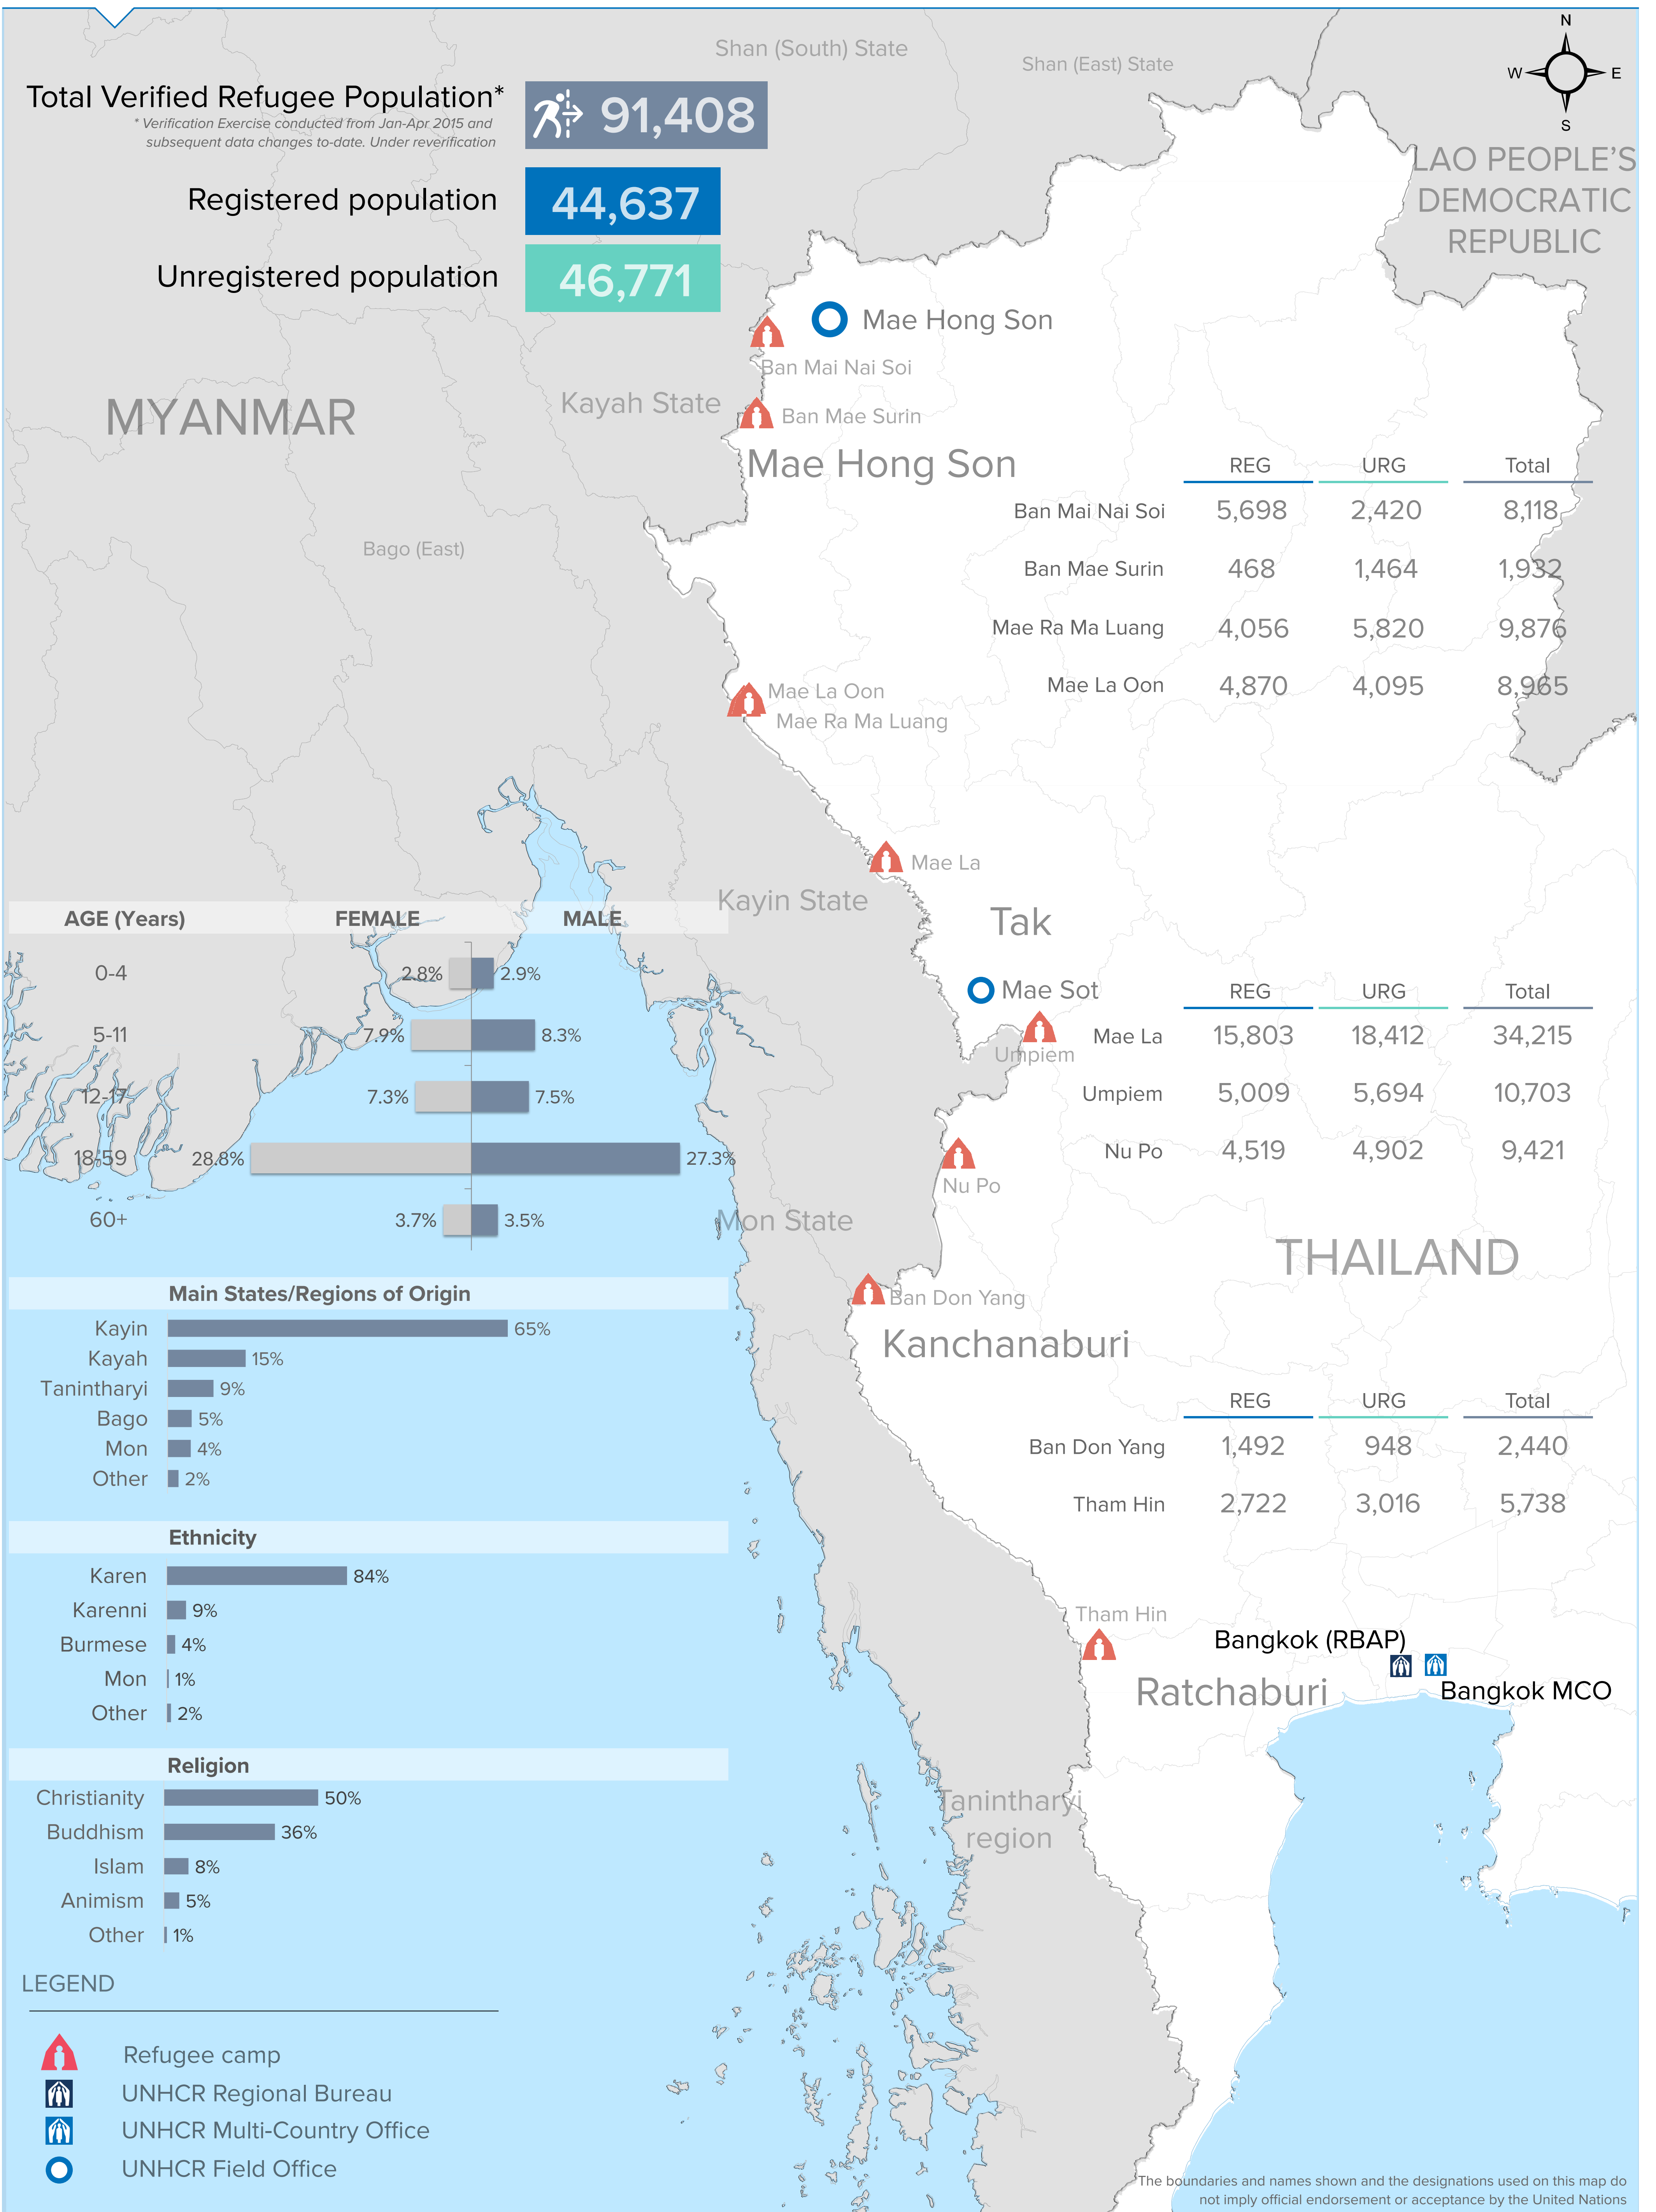 N
W
E
S
Shan (South) State
Shan (East) State
LAO PEOPLE'S
DEMOCRATIC
REPUBLIC
Total Verified Refugee Population*
* Verification Exercise conducted from Jan-Apr 2015 and
subsequent data changes to-date. Under reverification
91,408
Registered population
44,637
Unregistered population
46,771
Mae Hong Son
Ban Mai Nai Soi
MYANMAR
Kayah State
Ban Mae Surin
Mae Hong Son
Bago (East)
REG URG Total
Ban Mai Nai Soi 5,698 2,420 8,118
Ban Mae Surin 468 1,464 1,932
Mae Ra Ma Luang 4,056 5,820 9,876
Mae La Oon 4,870 4,095 8,965
Mae La Oon
Mae Ra Ma Luang
Mae La
Kayin State
Tak
Mae Sot
Umpiem
REG URG Total
Mae La 15,803 18,412 34,215
Umpiem 5,009 5,694 10,703
Nu Po 4,519 4,902 9,421
Nu Po
Mon State
THAILAND
Ban Don Yang
Kanchanaburi
REG URG Total
Ban Don Yang 1,492 948 2,440
Tham Hin 2,722 3,016 5,738
Tham Hin
Bangkok (RBAP)
Ratchaburi
Bangkok MCO
Tanintharyi
region
AGE (Years) FEMALE MALE
0-4 2.8% 2.9%
5-11 7.9% 8.3%
12-17 7.3% 7.5%
18-59 28.8% 27.3%
60+ 3.7% 3.5%
Main States/Regions of Origin
Kayin 65%
Kayah 15%
Tanintharyi 9%
Bago 5%
Mon 4%
Other 2%
Ethnicity
Karen 84%
Karenni 9%
Burmese 4%
Mon 1%
Other 2%
Religion
Christianity 50%
Buddhism 36%
Islam 8%
Animism 5%
Other 1%
LEGEND
Refugee camp
UNHCR Regional Bureau
UNHCR Multi-Country Office
UNHCR Field Office
The boundaries and names shown and the designations used on this map do
not imply official endorsement or acceptance by the United Nations